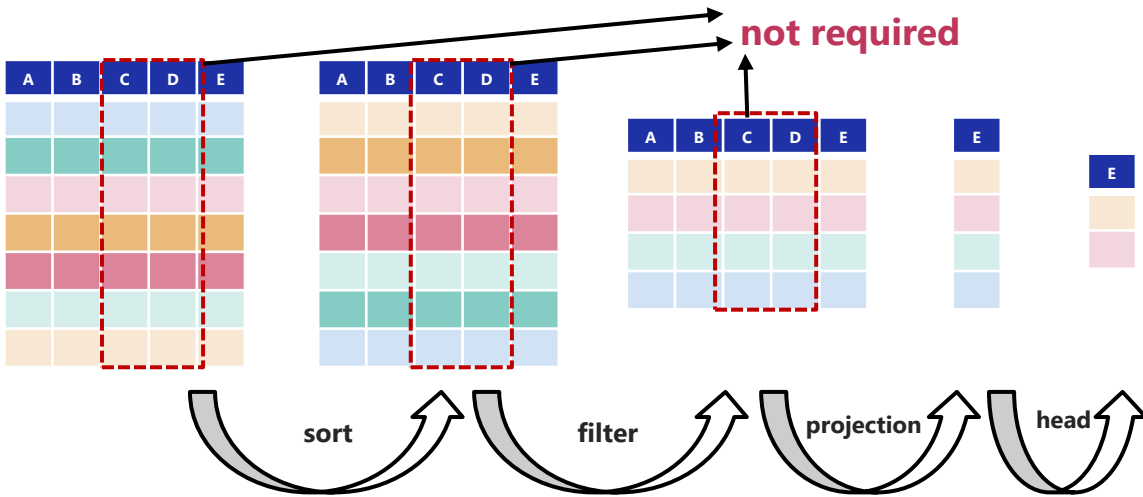 not required
A B C D E
A B C D E
A B C D E
E
E
sort
filter
projection
head